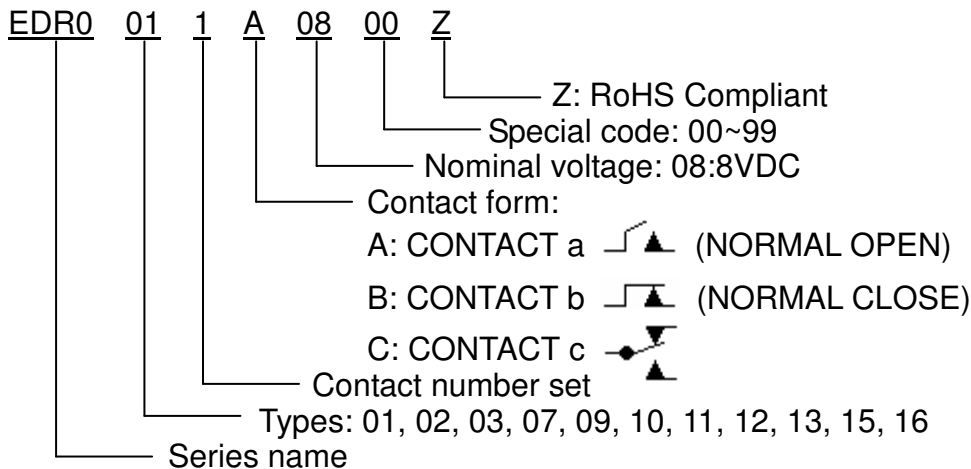 EDR0 01 1 A 08 00 Z
Z: RoHS Compliant
Special code: 00~99
Nominal voltage: 08:8VDC
Contact form:
A: CONTACT a (NORMAL OPEN)
B: CONTACT b (NORMAL CLOSE)
C: CONTACT c
Contact number set
Types: 01, 02, 03, 07, 09, 10, 11, 12, 13, 15, 16
Series name